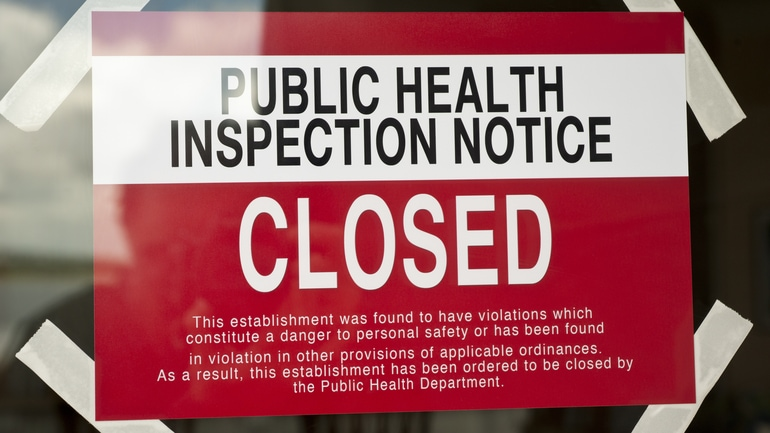 PUBLIC HEALTH
INSPECTION NOTICE
CLOSED
This establishment was found to have violations which
constitute a danger to personal safety or has been found
in violation in other provisions of applicable ordinances.
As a result, this establishment has been ordered to be closed by
the Public Health Department.